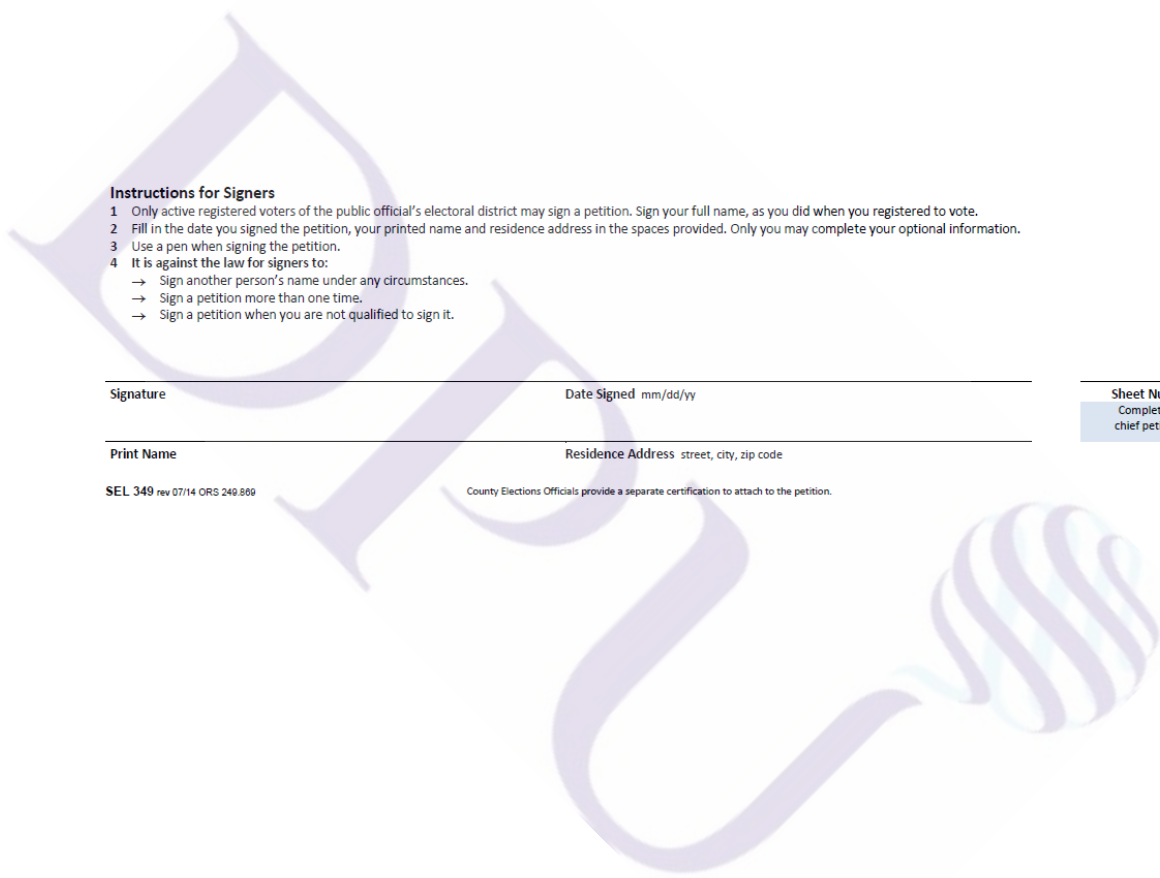 Instructions for Signers
1 Only active registered voters of the public official's electoral district may sign a petition. Sign your full name, as you did when you registered to vote.
2 Fill in the date you signed the petition, your printed name and residence address in the spaces provided. Only you may complete your optional information.
3 Use a pen when signing the petition.
4 It is against the law for signers to:
→ Sign another person's name under any circumstances.
→ Sign a petition more than one time.
→ Sign a petition when you are not qualified to sign it.
Signature Date Signed mm/dd/yy Sheet Nu
Complet
chief peti
Print Name Residence Address street, city, zip code
SEL 349 rev 07/14 ORS 249.869 County Elections Officials provide a separate certification to attach to the petition.
DPU